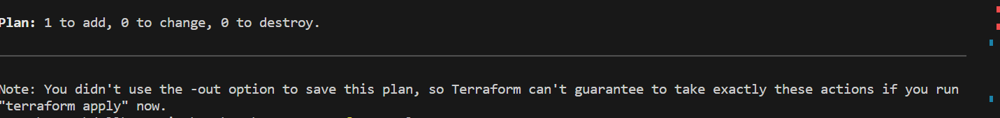 Plan: 1 to add, 0 to change, 0 to destroy.
Note: You didn't use the -out option to save this plan, so Terraform can't guarantee to take exactly these actions if you run
"terraform apply" now.